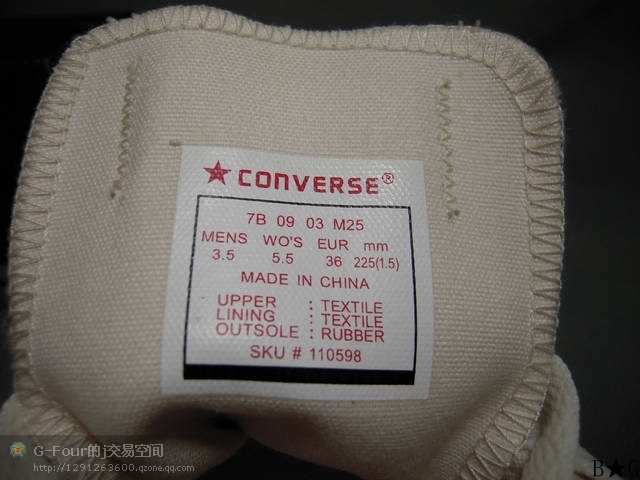 ★ CONVERSE®
7B 09 03 M25
MENS WO'S EUR mm
3.5 5.5 36 225(1.5)
MADE IN CHINA
UPPER : TEXTILE
LINING : TEXTILE
OUTSOLE : RUBBER
SKU # 110598
G-Four的j交易空间
http://1291263600.qzone.qq.com
B★G